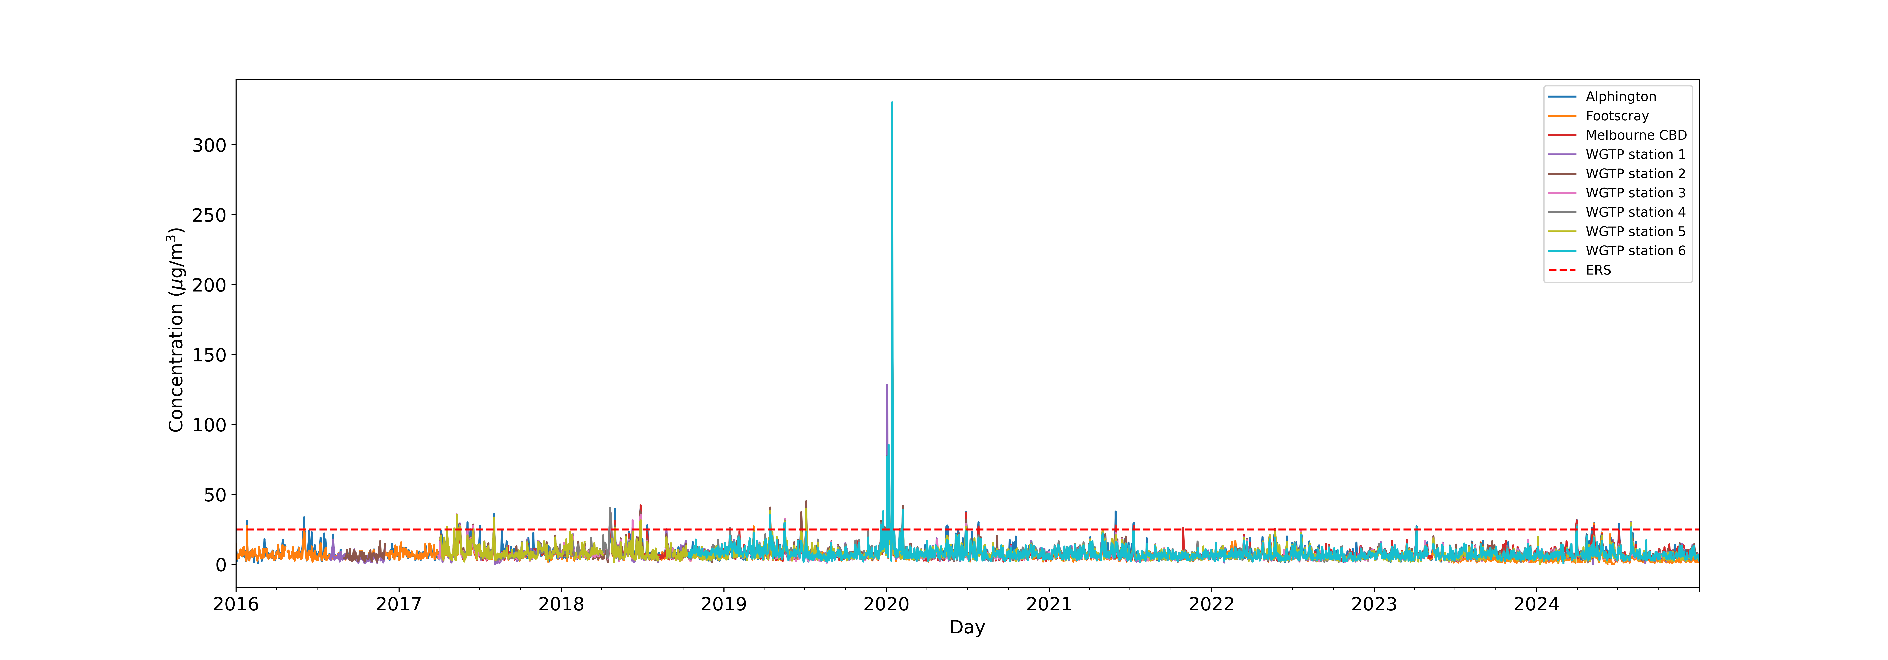 300
250
200
150
100
50
0
Concentration (µg/m³)
2016 2017 2018 2019 2020 2021 2022 2023 2024
Day
Alphington
Footscray
Melbourne CBD
WGTP station 1
WGTP station 2
WGTP station 3
WGTP station 4
WGTP station 5
WGTP station 6
ERS